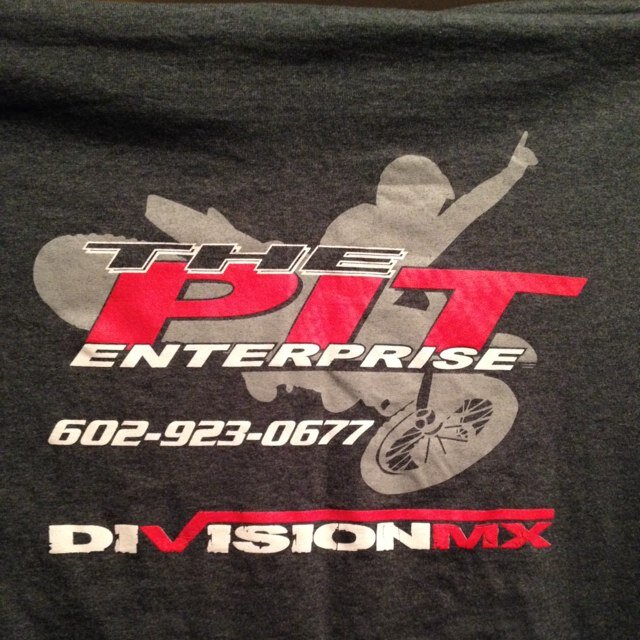 THE
PIT
ENTERPRISE
602-923-0677
DIVISIONMX